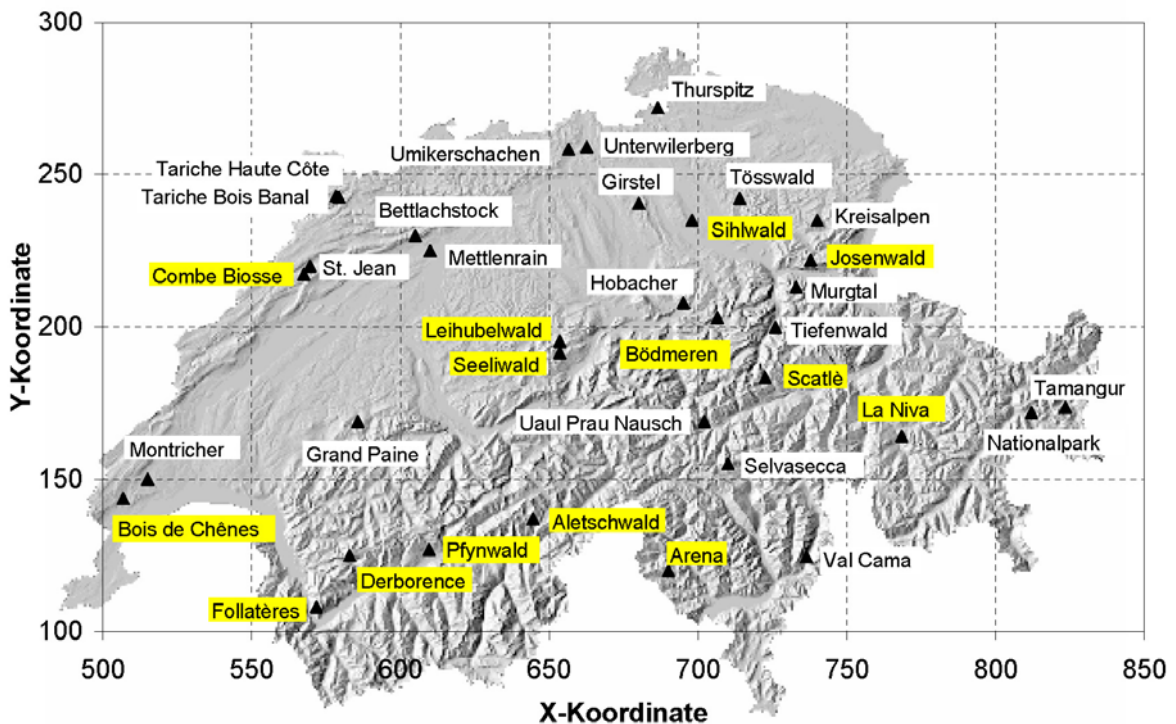 300
Thurspitz
Umikerschachen
Unterwilerberg
250
Tariche Haute Côte
Girstel
Tösswald
Tariche Bois Banal
Bettlachstock
Sihlwald
Kreisalpen
Combe Biosse
St. Jean
Mettlenrain
Josenwald
Hobacher
Murgtal
Y-Koordinate
200
Leihubelwald
Tiefenwald
Seeliwald
Bödmeren
Scatlè
Tamangur
La Niva
Uaul Prau Nausch
Nationalpark
Montricher
Grand Paine
Selvasecca
150
Bois de Chênes
Aletschwald
Pfynwald
Arena
Val Cama
Derborence
Follatères
100
500
550
600
650
700
750
800
850
X-Koordinate